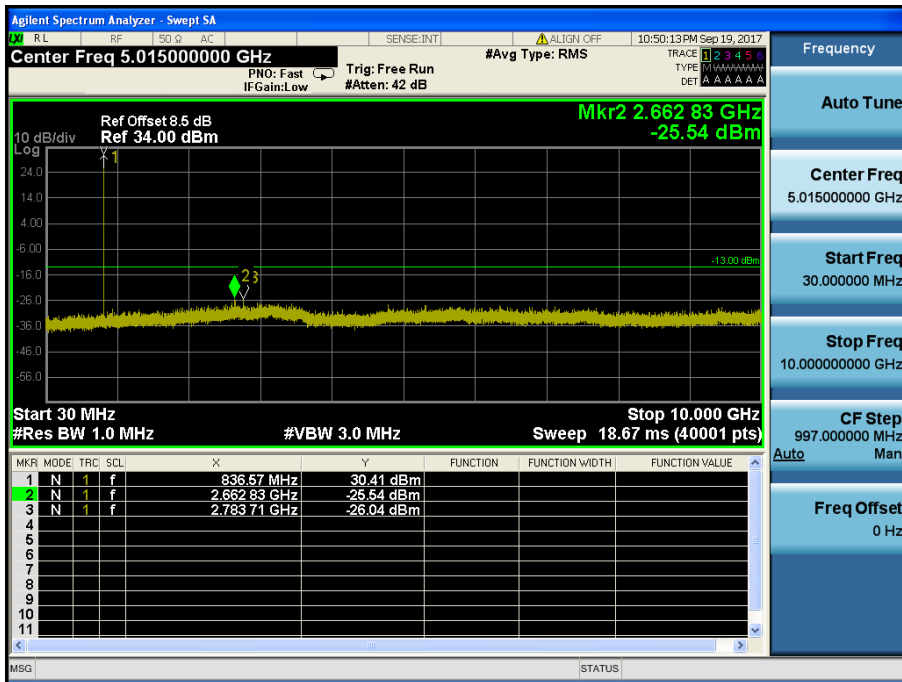 Agilent Spectrum Analyzer - Swept SA
LXI RL RF 50 Ω AC SENSE:INT ALIGN OFF 10:50:13 PM Sep 19, 2017
Center Freq 5.015000000 GHz
PNO: Fast
IFGain:Low
Trig: Free Run
#Atten: 42 dB
#Avg Type: RMS
TRACE 1 2 3 4 5 6
TYPE M
DET A A A A A A
Mkr2 2.662 83 GHz
-25.54 dBm
Ref Offset 8.5 dB
10 dB/div Ref 34.00 dBm
Log
1
24.0
14.0
4.00
-6.00
-13.00 dBm
-16.0
2 3
-26.0
-36.0
-46.0
-56.0
Start 30 MHz Stop 10.000 GHz
#Res BW 1.0 MHz #VBW 3.0 MHz Sweep 18.67 ms (40001 pts)
MKR MODE TRC SCL X Y FUNCTION FUNCTION WIDTH FUNCTION VALUE
1 N 1 f 836.57 MHz 30.41 dBm
2 N 1 f 2.662 83 GHz -25.54 dBm
3 N 1 f 2.783 71 GHz -26.04 dBm
4
5
6
7
8
9
10
11
MSG STATUS
Frequency
Auto Tune
Center Freq
5.015000000 GHz
Start Freq
30.000000 MHz
Stop Freq
10.000000000 GHz
CF Step
997.000000 MHz
Auto Man
Freq Offset
0 Hz